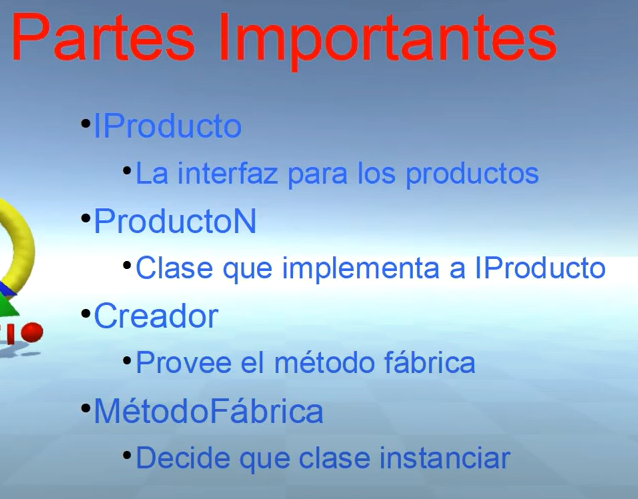 Partes Importantes
•IProducto
•La interfaz para los productos
•ProductoN
•Clase que implementa a IProducto
•Creador
•Provee el método fábrica
•MétodoFábrica
•Decide que clase instanciar